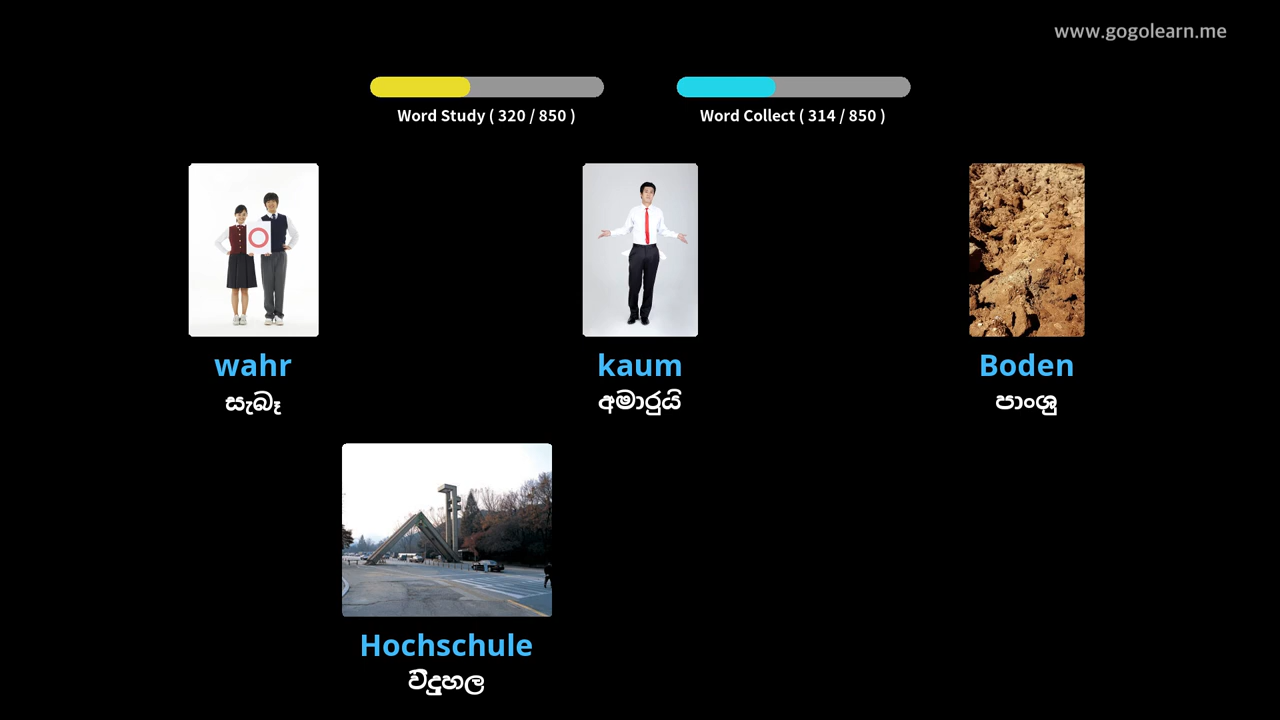 www.gogolearn.me
Word Study ( 320 / 850 )
Word Collect ( 314 / 850 )
wahr
සැබෑ
kaum
අමාරුයි
Boden
පාංශු
Hochschule
විදුහල